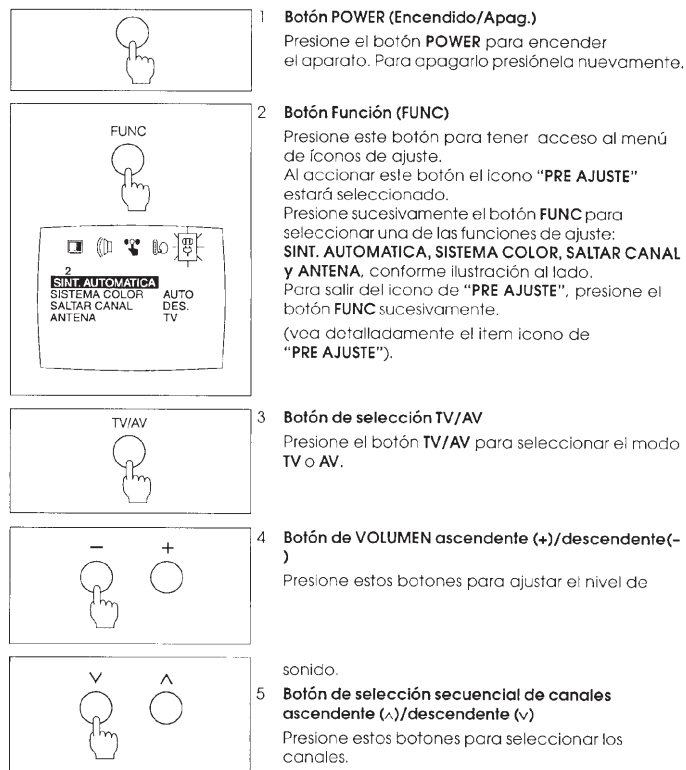 1 Botón POWER (Encendido/Apag.)
Presione el botón POWER para encender
el aparato. Para apagarlo presiónela nuevamente.
FUNC
2
SINT. AUTOMATICA
SISTEMA COLOR AUTO
SALTAR CANAL DES.
ANTENA TV
2 Botón Función (FUNC)
Presione este botón para tener acceso al menú
de íconos de ajuste.
Al accionar este botón el icono "PRE AJUSTE"
estará seleccionado.
Presione sucesivamente el botón FUNC para
seleccionar una de las funciones de ajuste:
SINT. AUTOMATICA, SISTEMA COLOR, SALTAR CANAL
y ANTENA, conforme ilustración al lado.
Para salir del icono de "PRE AJUSTE", presione el
botón FUNC sucesivamente.
(vea detalladamente el item icono de
"PRE AJUSTE").
TV/AV
3 Botón de selección TV/AV
Presione el botón TV/AV para seleccionar el modo
TV o AV.
− +
4 Botón de VOLUMEN ascendente (+)/descendente(-
)
Presione estos botones para ajustar el nivel de
sonido.
∨ ∧
5 Botón de selección secuencial de canales
ascendente (∧)/descendente (∨)
Presione estos botones para seleccionar los
canales.